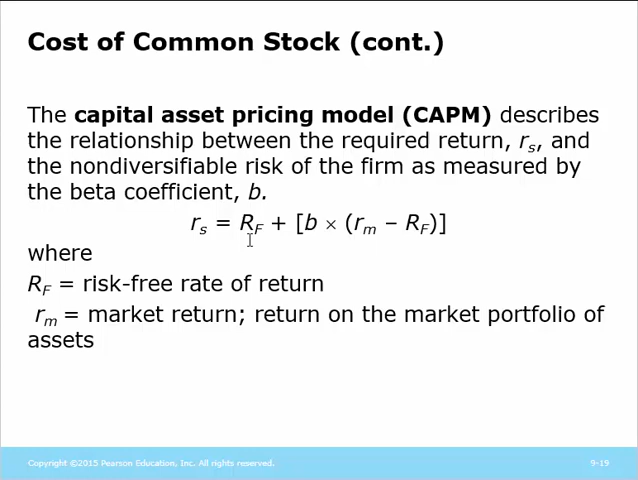 Cost of Common Stock (cont.)
The capital asset pricing model (CAPM) describes
the relationship between the required return, rs, and
the nondiversifiable risk of the firm as measured by
the beta coefficient, b.
rs = RF + [b × (rm – RF)]
where
RF = risk-free rate of return
rm = market return; return on the market portfolio of
assets
Copyright ©2015 Pearson Education, Inc. All rights reserved.
9-19